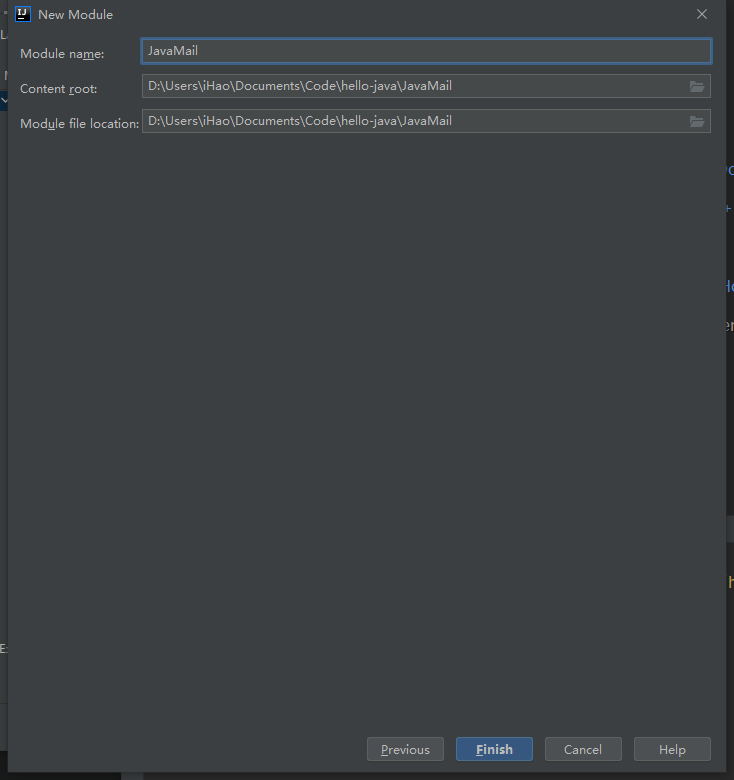 New Module
Module name: JavaMail
Content root: D:\Users\iHao\Documents\Code\hello-java\JavaMail
Module file location: D:\Users\iHao\Documents\Code\hello-java\JavaMail
Previous Finish Cancel Help